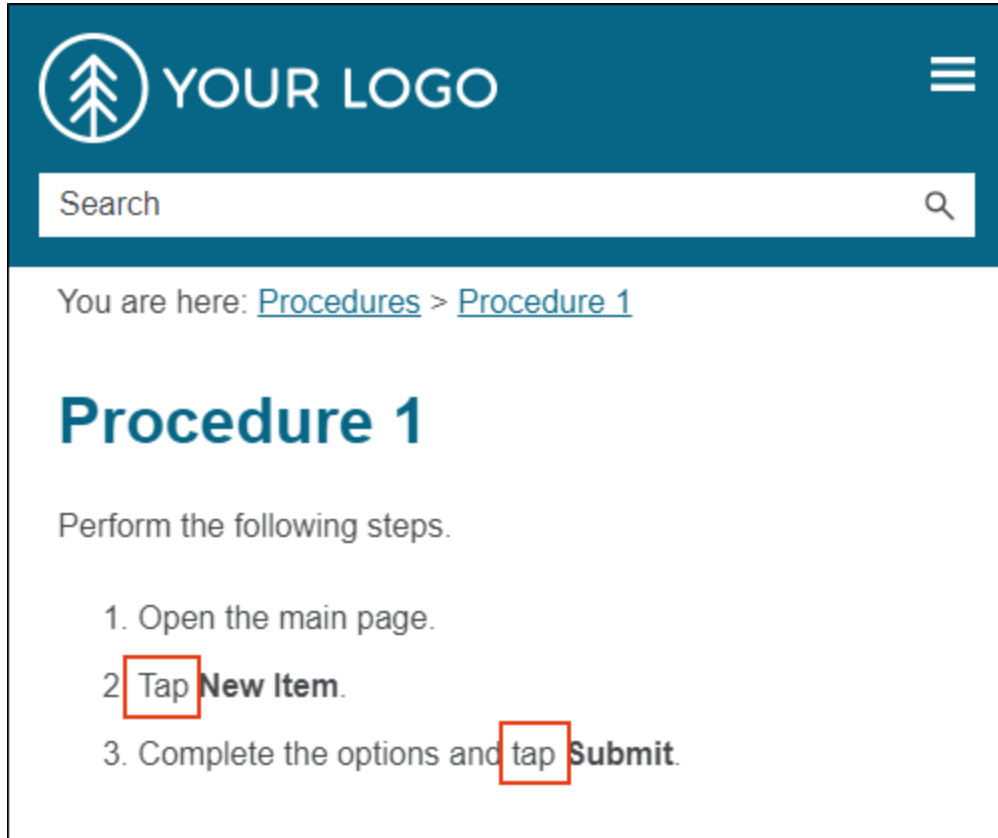 YOUR LOGO
Search
You are here: Procedures > Procedure 1
Procedure 1
Perform the following steps.
1. Open the main page.
2 Tap New Item.
3. Complete the options and tap Submit.